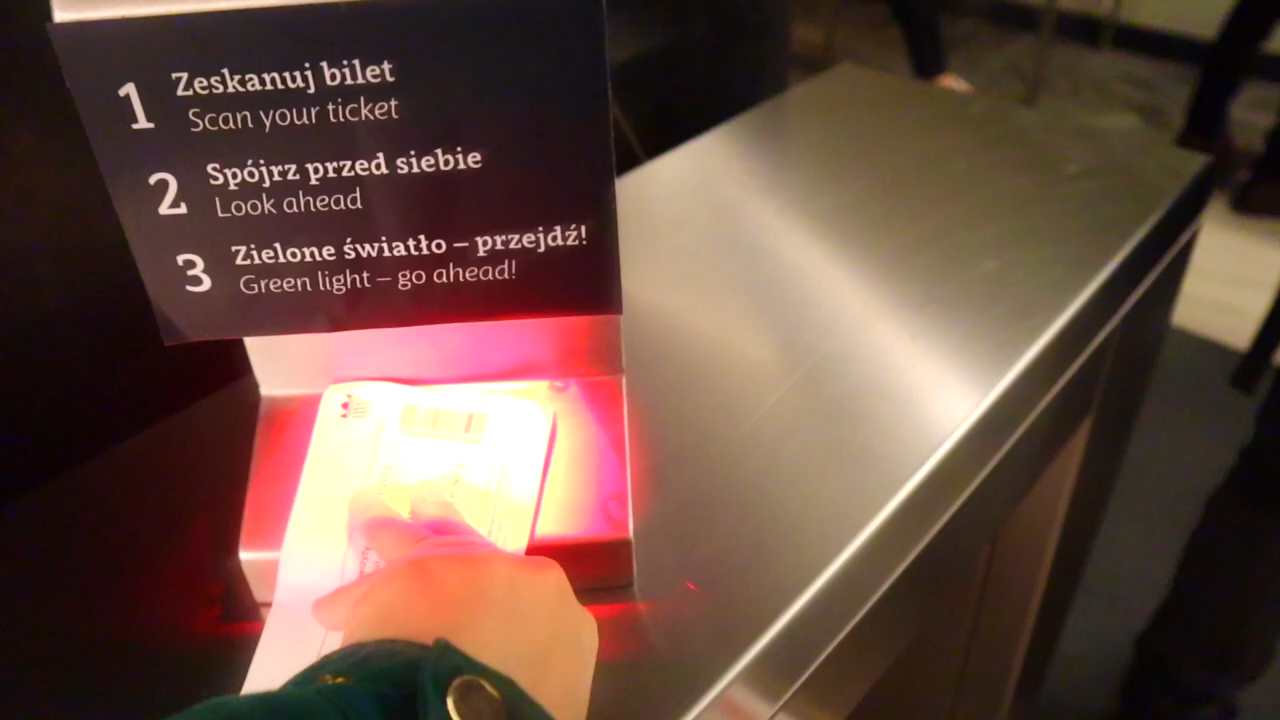 1 Zeskanuj bilet
Scan your ticket
2 Spójrz przed siebie
Look ahead
3 Zielone światło – przejdź!
Green light – go ahead!